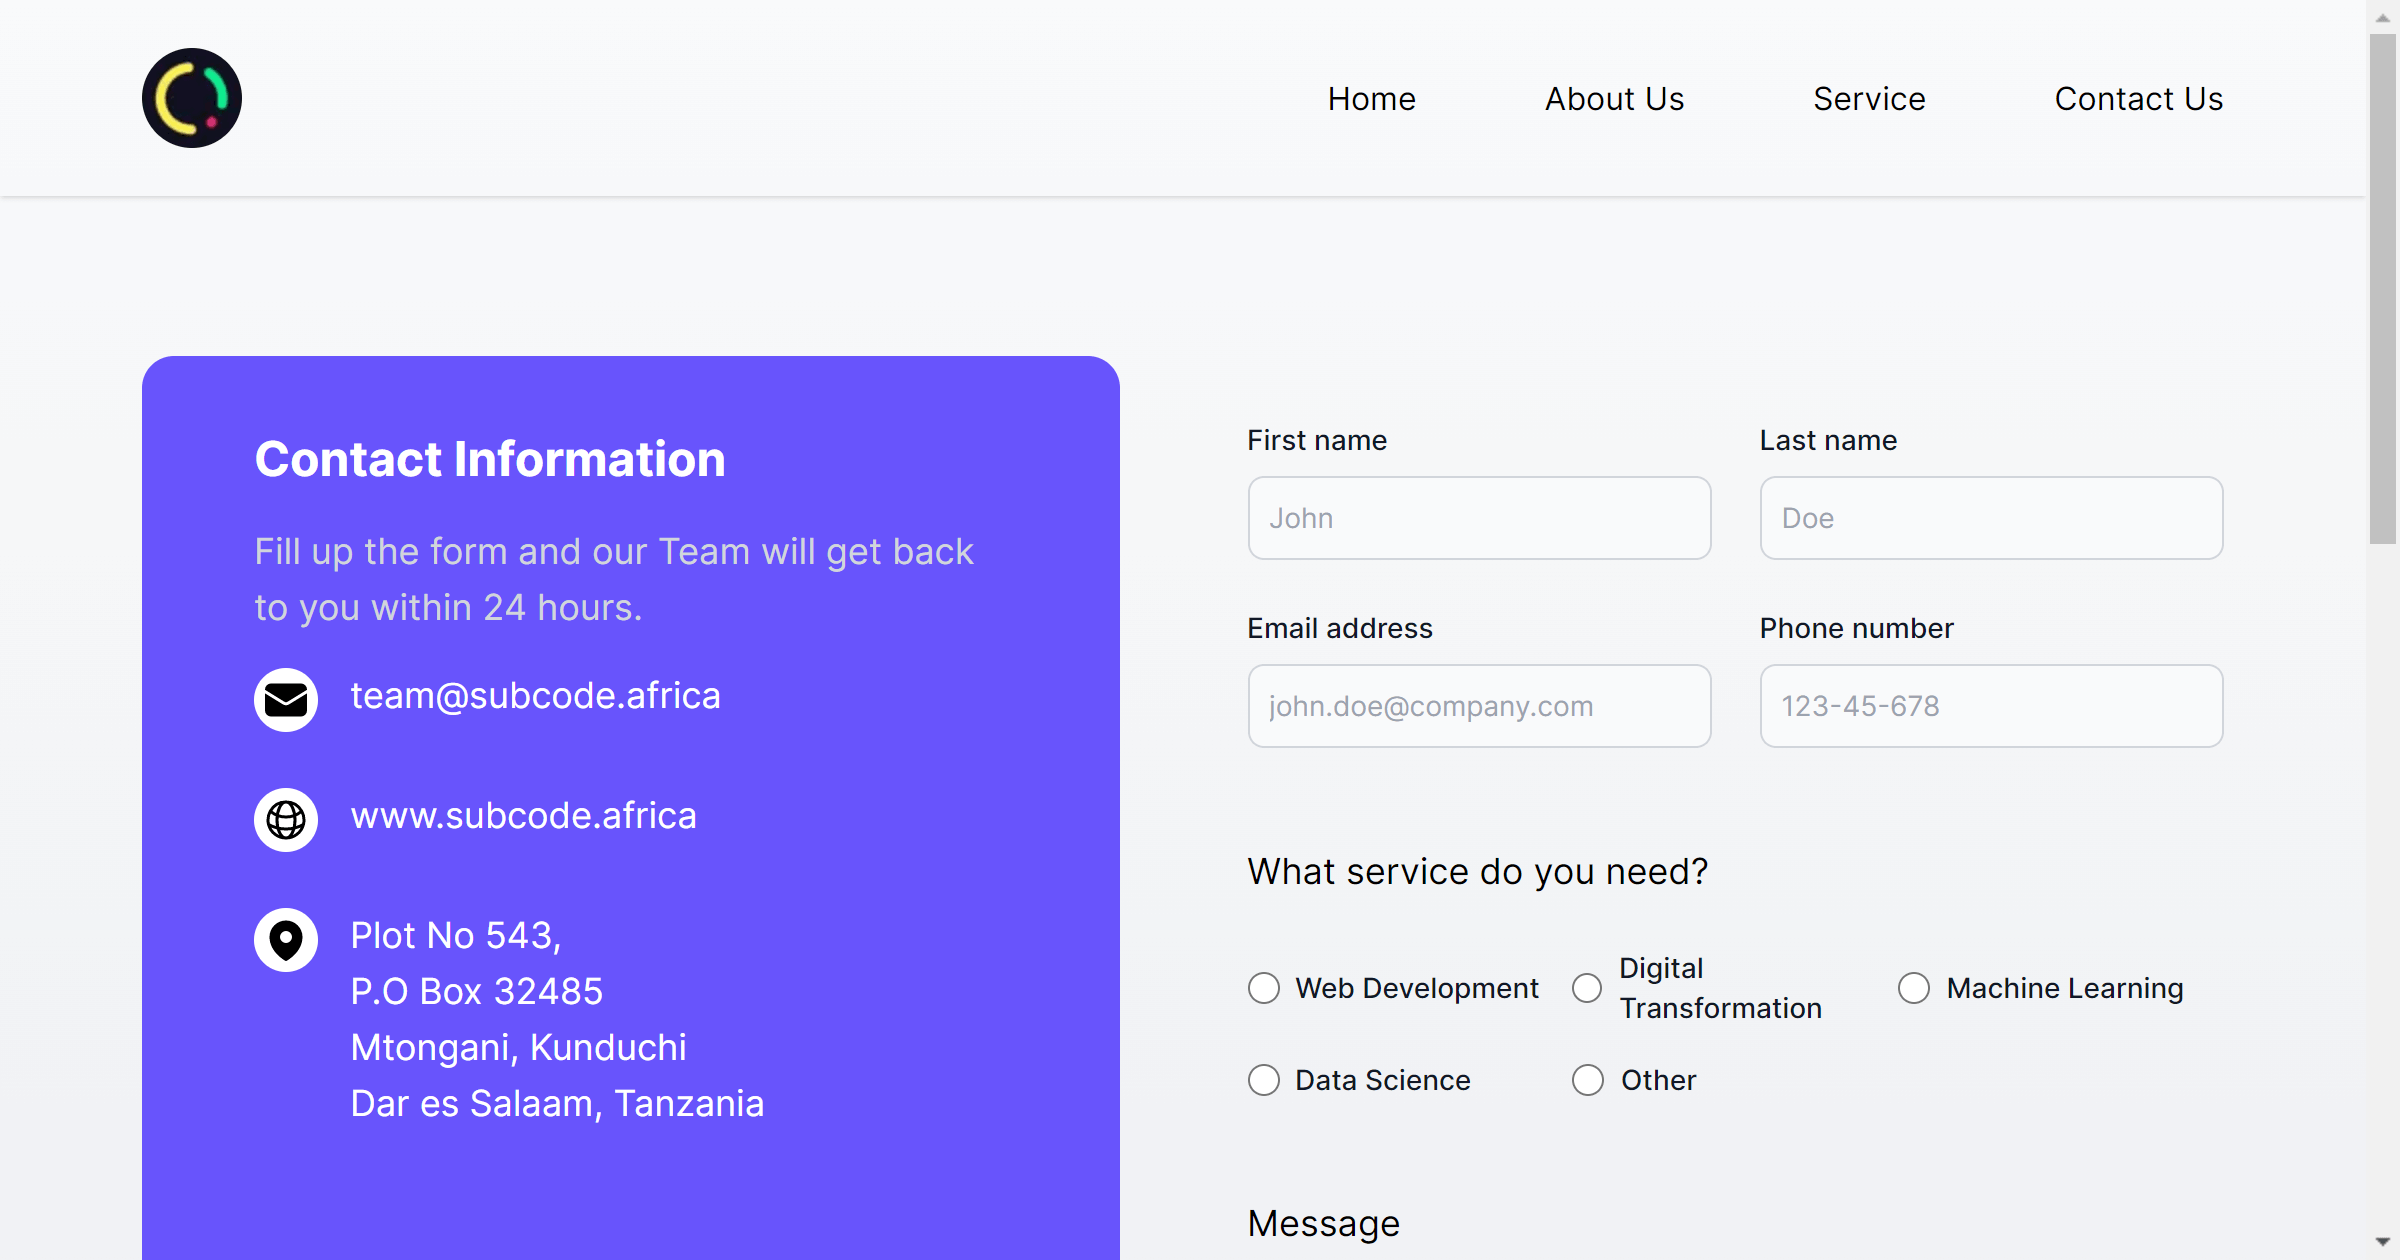 Home
About Us
Service
Contact Us
Contact Information
Fill up the form and our Team will get back
to you within 24 hours.
team@subcode.africa
www.subcode.africa
Plot No 543,
P.O Box 32485
Mtongani, Kunduchi
Dar es Salaam, Tanzania
First name
John
Last name
Doe
Email address
john.doe@company.com
Phone number
123-45-678
What service do you need?
Web Development
Digital
Transformation
Machine Learning
Data Science
Other
Message